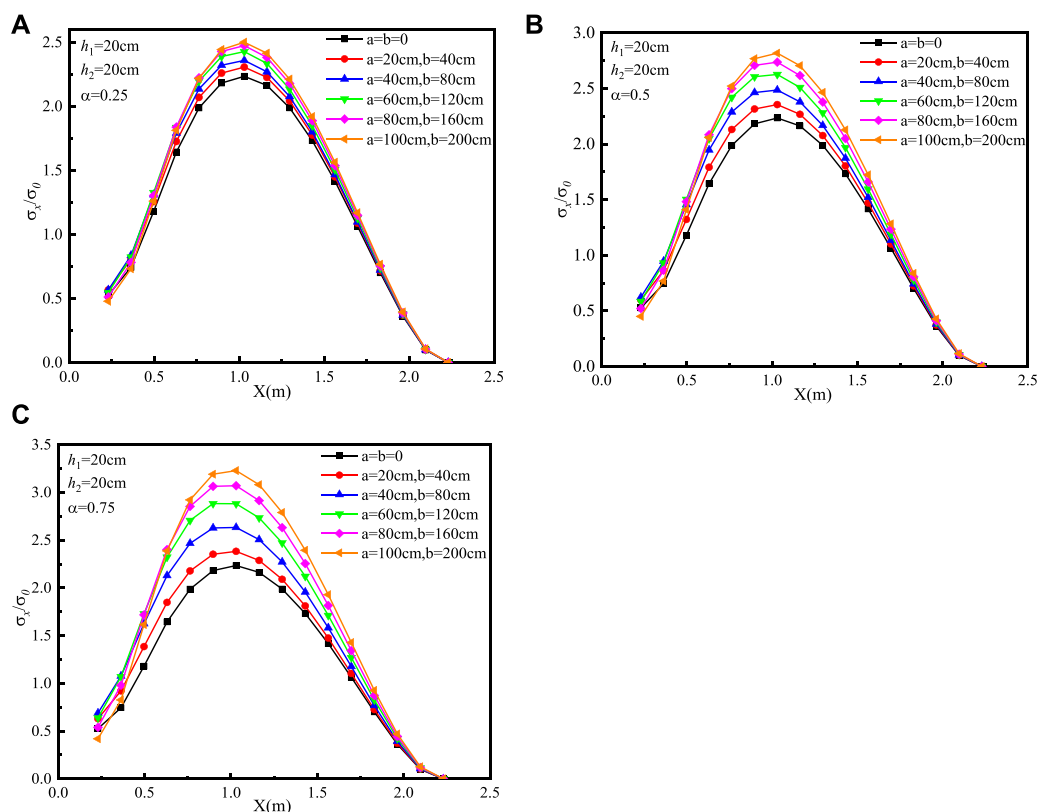 A
h₁=20cm
h₂=20cm
α=0.25
a=b=0
a=20cm,b=40cm
a=40cm,b=80cm
a=60cm,b=120cm
a=80cm,b=160cm
a=100cm,b=200cm
2.5
2.0
1.5
1.0
0.5
0.0
σₓ/σ₀
0.0 0.5 1.0 1.5 2.0 2.5
X(m)
B
h₁=20cm
h₂=20cm
α=0.5
a=b=0
a=20cm,b=40cm
a=40cm,b=80cm
a=60cm,b=120cm
a=80cm,b=160cm
a=100cm,b=200cm
3.0
2.5
2.0
1.5
1.0
0.5
0.0
σₓ/σ₀
0.0 0.5 1.0 1.5 2.0 2.5
X(m)
C
h₁=20cm
h₂=20cm
α=0.75
a=b=0
a=20cm,b=40cm
a=40cm,b=80cm
a=60cm,b=120cm
a=80cm,b=160cm
a=100cm,b=200cm
3.5
3.0
2.5
2.0
1.5
1.0
0.5
0.0
σₓ/σ₀
0.0 0.5 1.0 1.5 2.0 2.5
X(m)